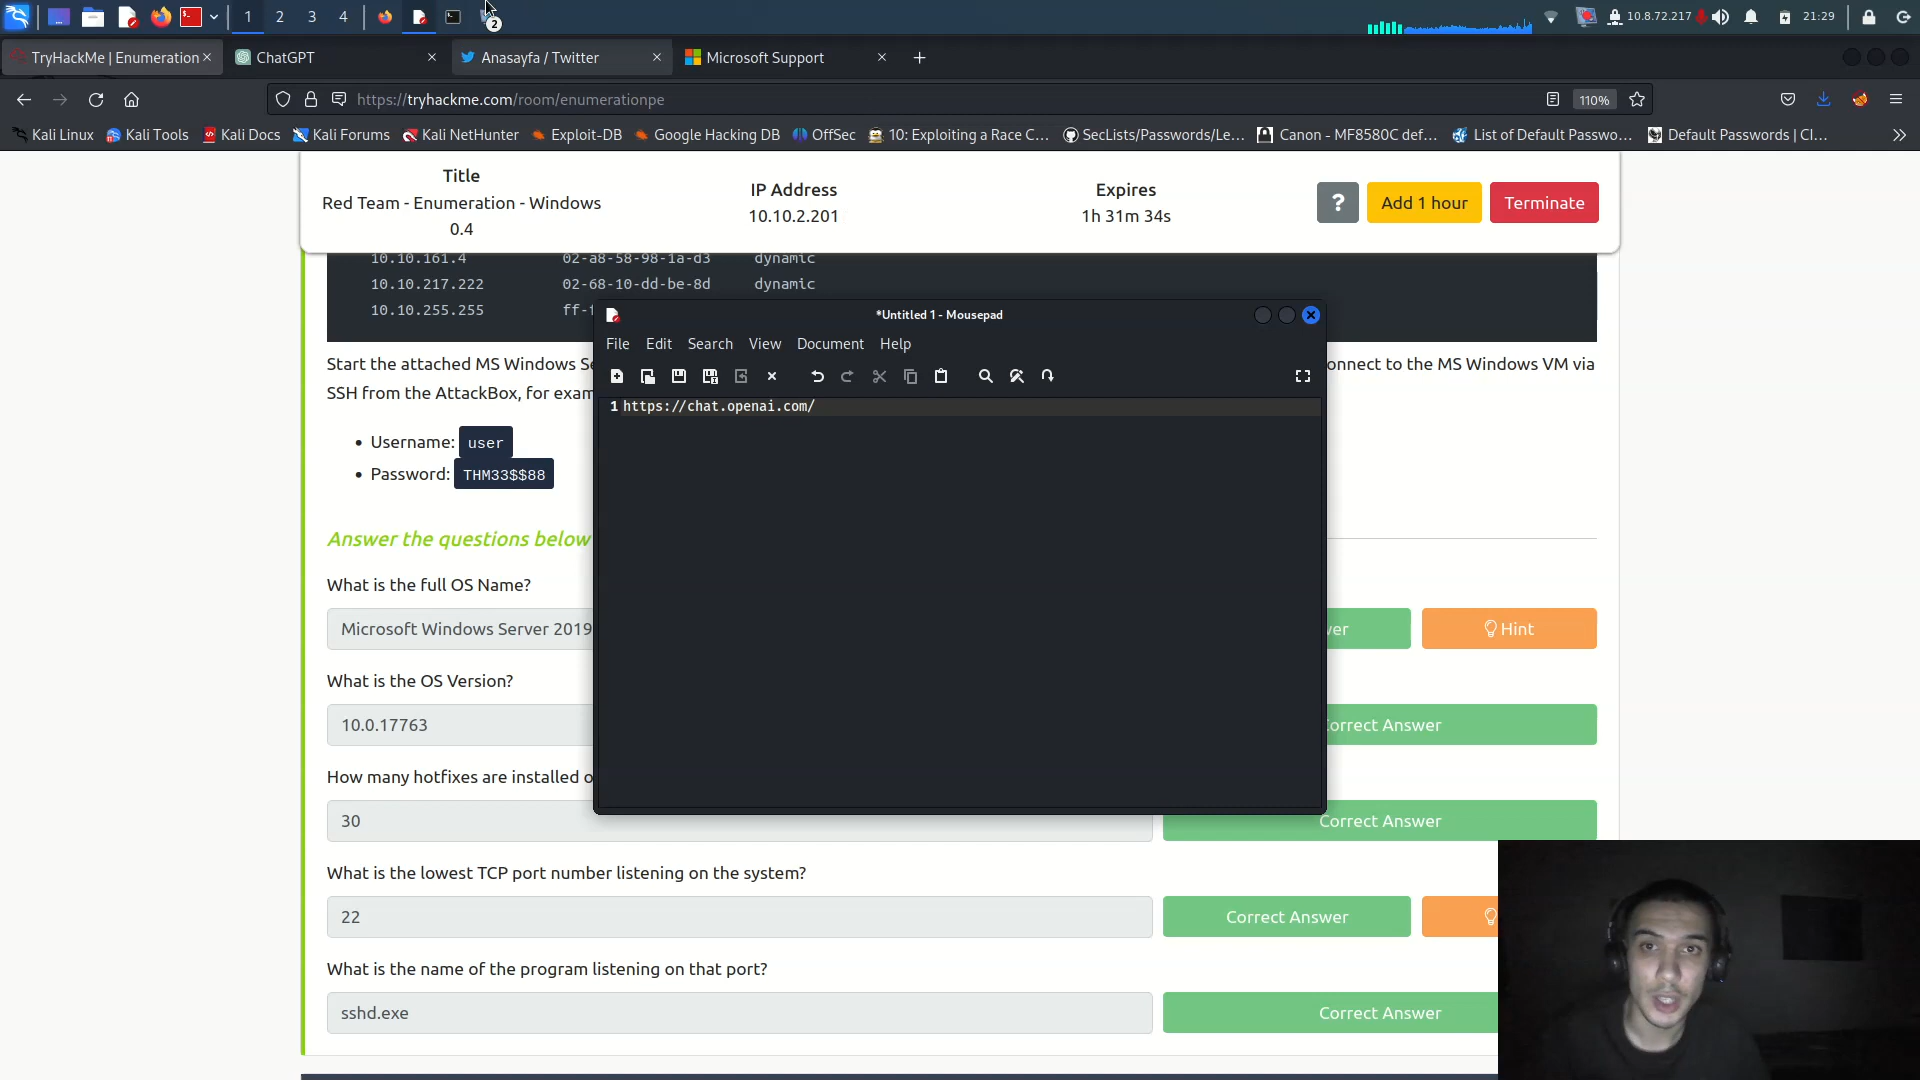 1
2
3
4
2
10.8.72.217
21:29
TryHackMe | Enumeration
ChatGPT
Anasayfa / Twitter
Microsoft Support
https://tryhackme.com/room/enumerationpe
110%
Kali Linux
Kali Tools
Kali Docs
Kali Forums
Kali NetHunter
Exploit-DB
Google Hacking DB
OffSec
10: Exploiting a Race C...
SecLists/Passwords/Le...
Canon - MF8580C def...
List of Default Passwo...
Default Passwords | CI...
Title
Red Team - Enumeration - Windows
0.4
IP Address
10.10.2.201
Expires
1h 31m 34s
?
Add 1 hour
Terminate
10.10.161.4 02-a8-58-98-1a-d3 dynamic
10.10.217.222 02-68-10-dd-be-8d dynamic
10.10.255.255 ff-
*Untitled 1 - Mousepad
File Edit Search View Document Help
1 https://chat.openai.com/
Start the attached MS Windows Se
onnect to the MS Windows VM via
SSH from the AttackBox, for exam
Username: user
Password: THM33$$88
Answer the questions below
What is the full OS Name?
Microsoft Windows Server 2019
ver
Hint
What is the OS Version?
10.0.17763
orrect Answer
How many hotfixes are installed o
30
Correct Answer
What is the lowest TCP port number listening on the system?
22
Correct Answer
What is the name of the program listening on that port?
sshd.exe
Correct Answer